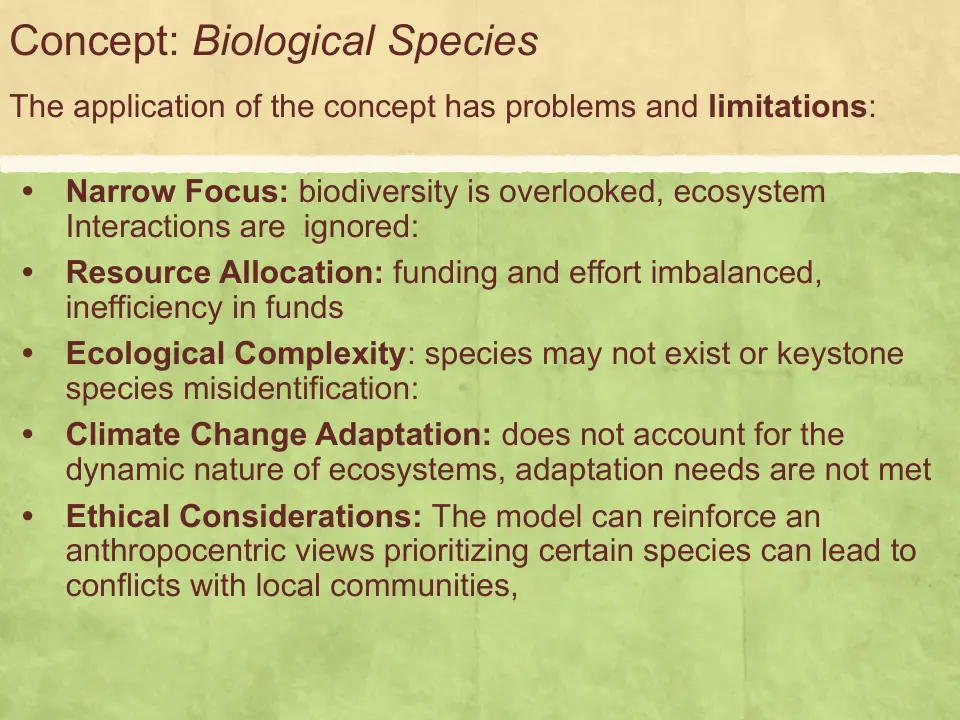 Concept: Biological Species
The application of the concept has problems and limitations:
• Narrow Focus: biodiversity is overlooked, ecosystem
Interactions are  ignored:
• Resource Allocation: funding and effort imbalanced,
inefficiency in funds
• Ecological Complexity: species may not exist or keystone
species misidentification:
• Climate Change Adaptation: does not account for the
dynamic nature of ecosystems, adaptation needs are not met
• Ethical Considerations: The model can reinforce an
anthropocentric views prioritizing certain species can lead to
conflicts with local communities,